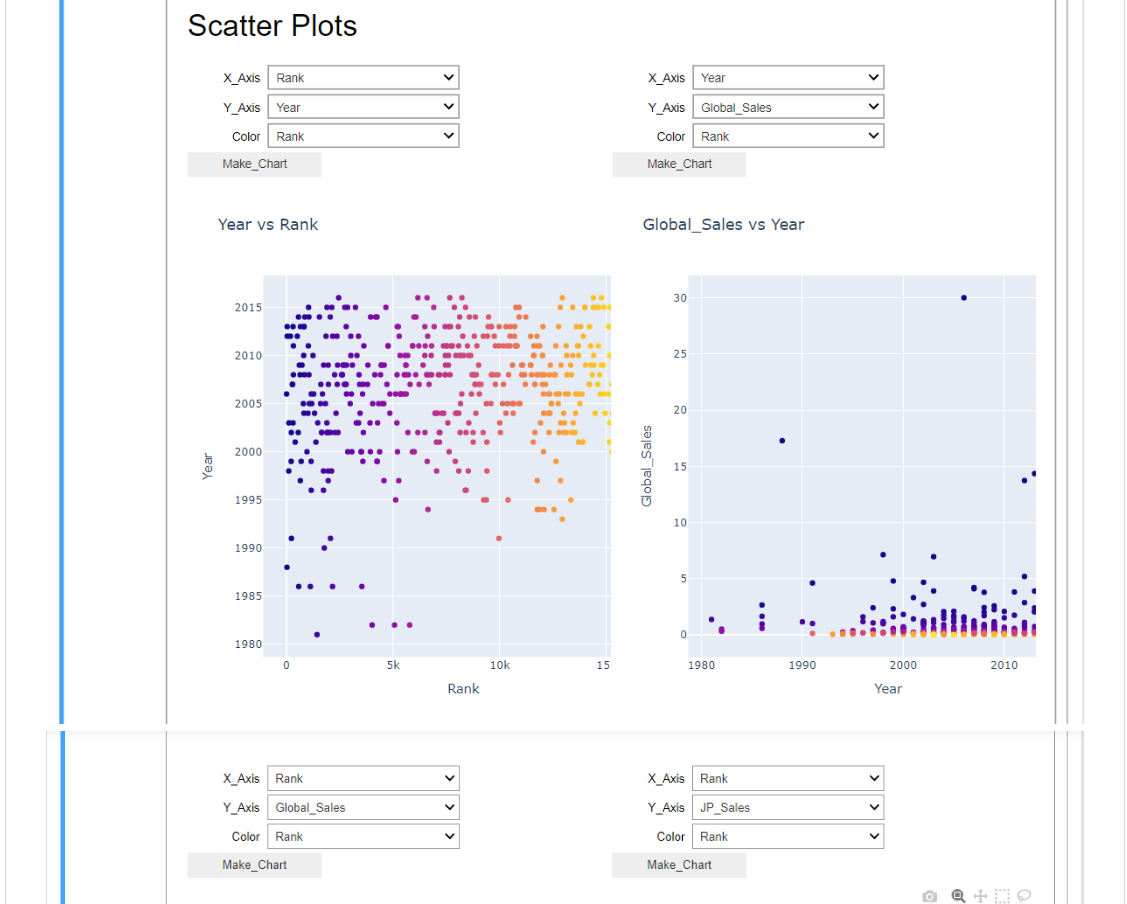 Scatter Plots
X_Axis Rank
Y_Axis Year
Color Rank
Make_Chart
X_Axis Year
Y_Axis Global_Sales
Color Rank
Make_Chart
Year vs Rank
2015
2010
2005
2000
1995
1990
1985
1980
Year
0 5k 10k 15
Rank
Global_Sales vs Year
30
25
20
15
10
5
0
Global_Sales
1980 1990 2000 2010
Year
X_Axis Rank
Y_Axis Global_Sales
Color Rank
Make_Chart
X_Axis Rank
Y_Axis JP_Sales
Color Rank
Make_Chart